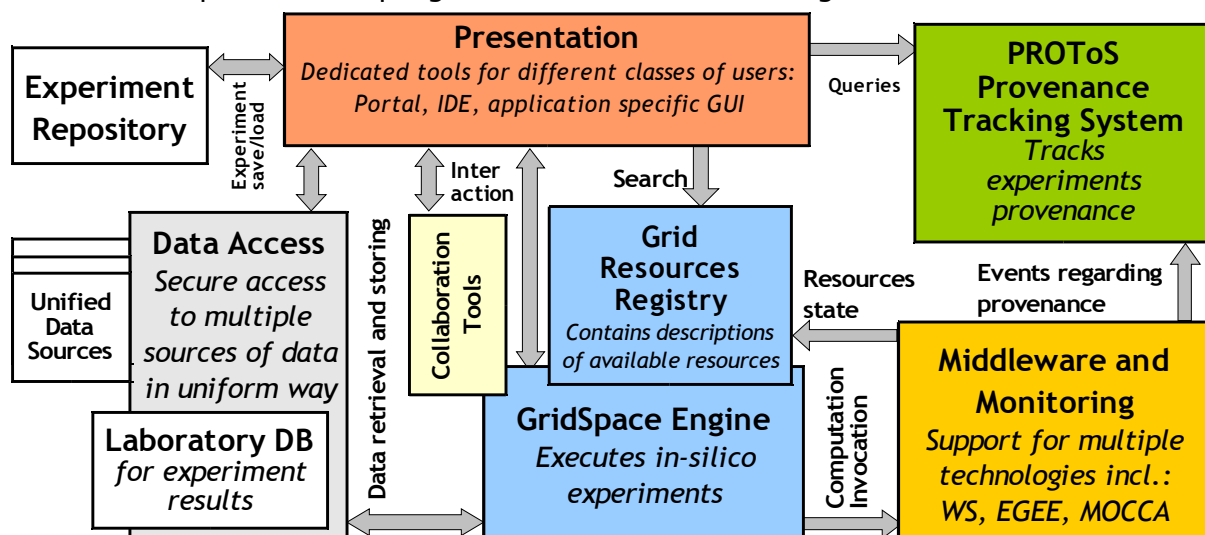 Presentation
Dedicated tools for different classes of users:
Portal, IDE, application specific GUI
Experiment
Repository
Experiment
save/load
Queries
PROToS
Provenance
Tracking System
Tracks
experiments
provenance
Inter
action
Search
Data Access
Secure access
to multiple
sources of data
in uniform way
Unified
Data
Sources
Laboratory DB
for experiment
results
Data retrieval and storing
Collaboration
Tools
Grid
Resources
Registry
Contains descriptions
of available resources
Resources
state
Events regarding
provenance
GridSpace Engine
Executes in-silico
experiments
Computation
Invocation
Middleware and
Monitoring
Support for multiple
technologies incl.:
WS, EGEE, MOCCA